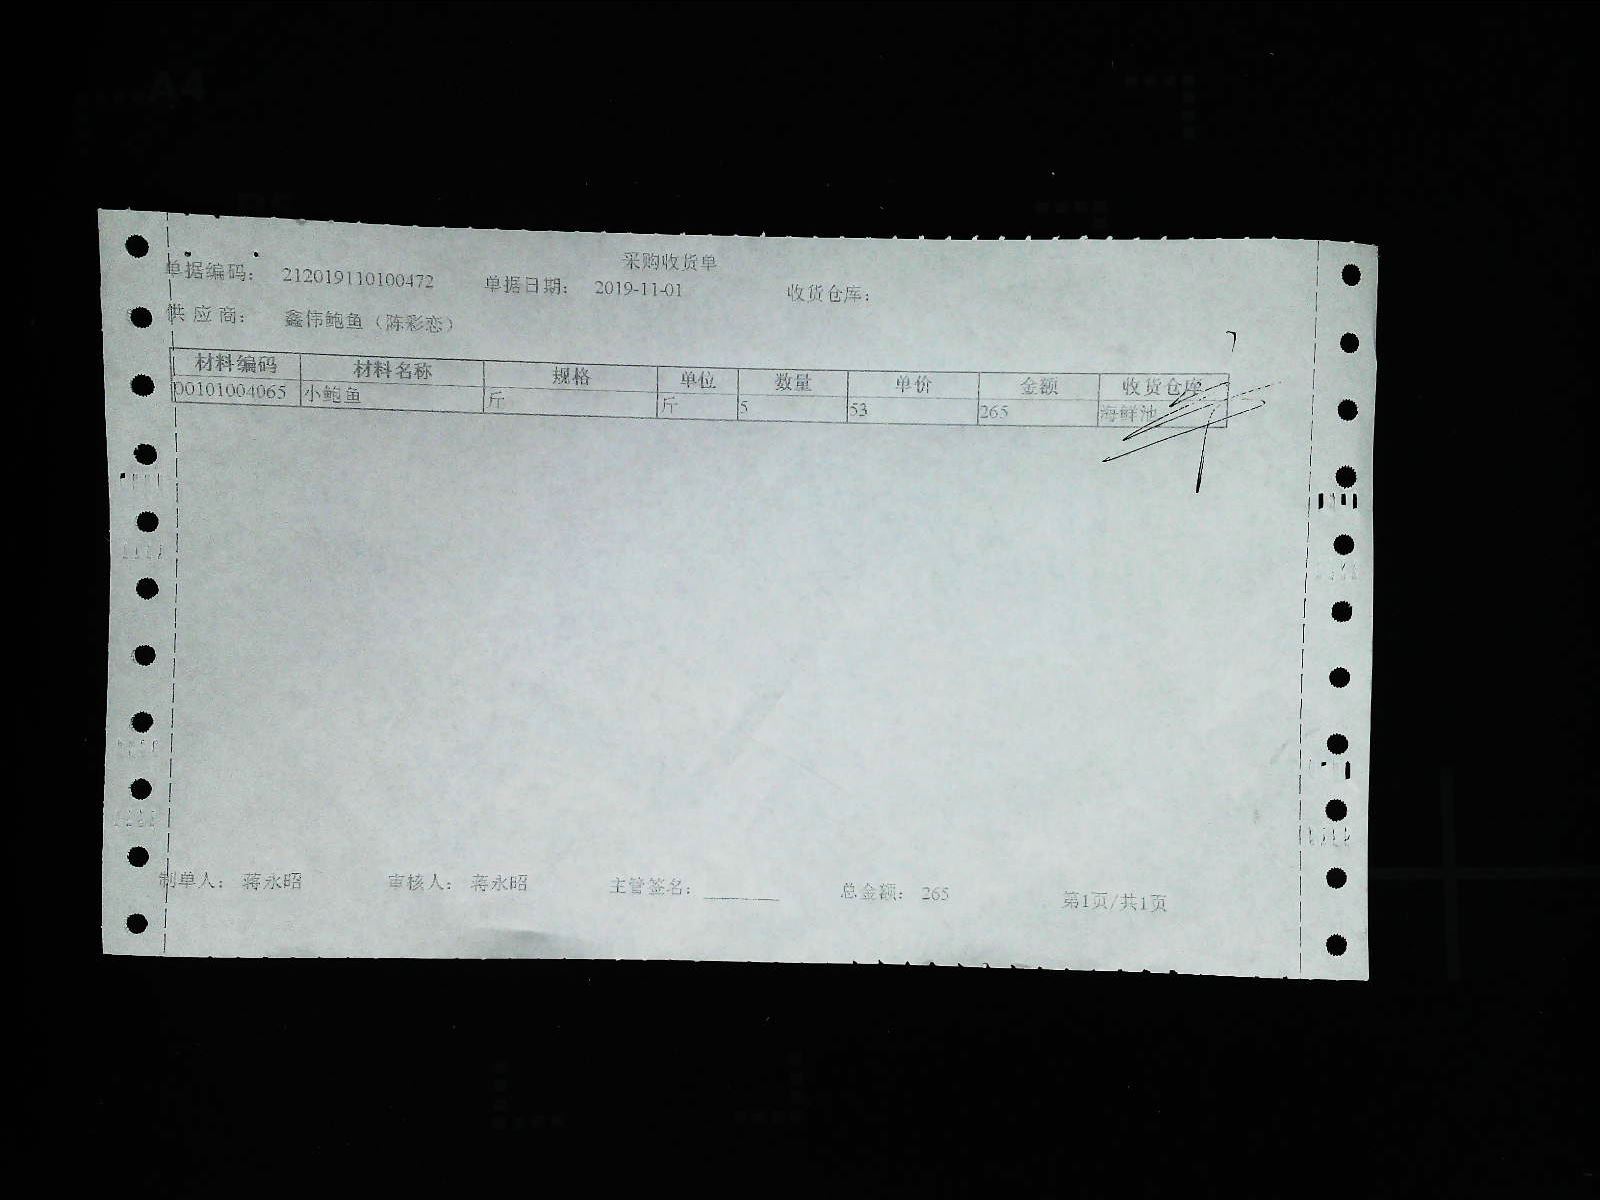 采购收货单
单据编码： 212019110100472 单据日期： 2019-11-01 收货仓库：
供应商： 鑫伟鲍鱼（陈彩恋）
材料编码 材料名称 规格 单位 数量 单价 金额 收货仓库
00101004065 小鲍鱼 斤 斤 5 53 265 海鲜池
制单人： 蒋永昭 审核人： 蒋永昭 主管签名： 总金额： 265 第1页/共1页